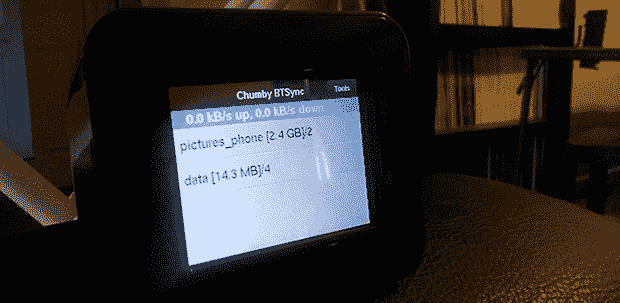 Chumby BTSync Tools
0.0 kB/s up, 0.0 kB/s down
pictures_phone [2.4 GB]/2
data [14.3 MB]/4